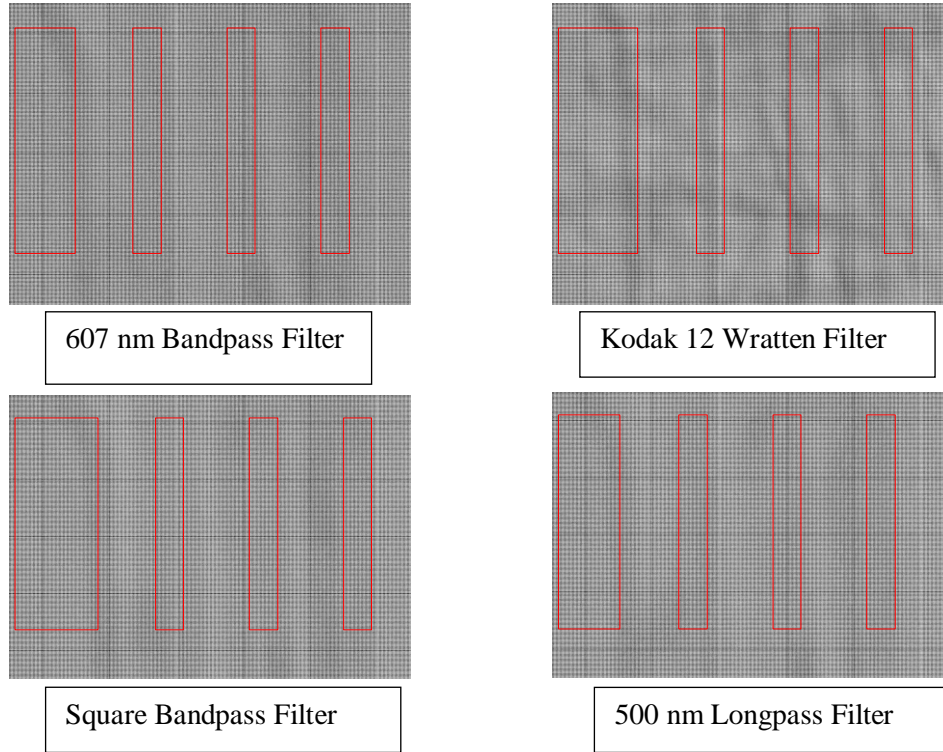 607 nm Bandpass Filter
Kodak 12 Wratten Filter
Square Bandpass Filter
500 nm Longpass Filter